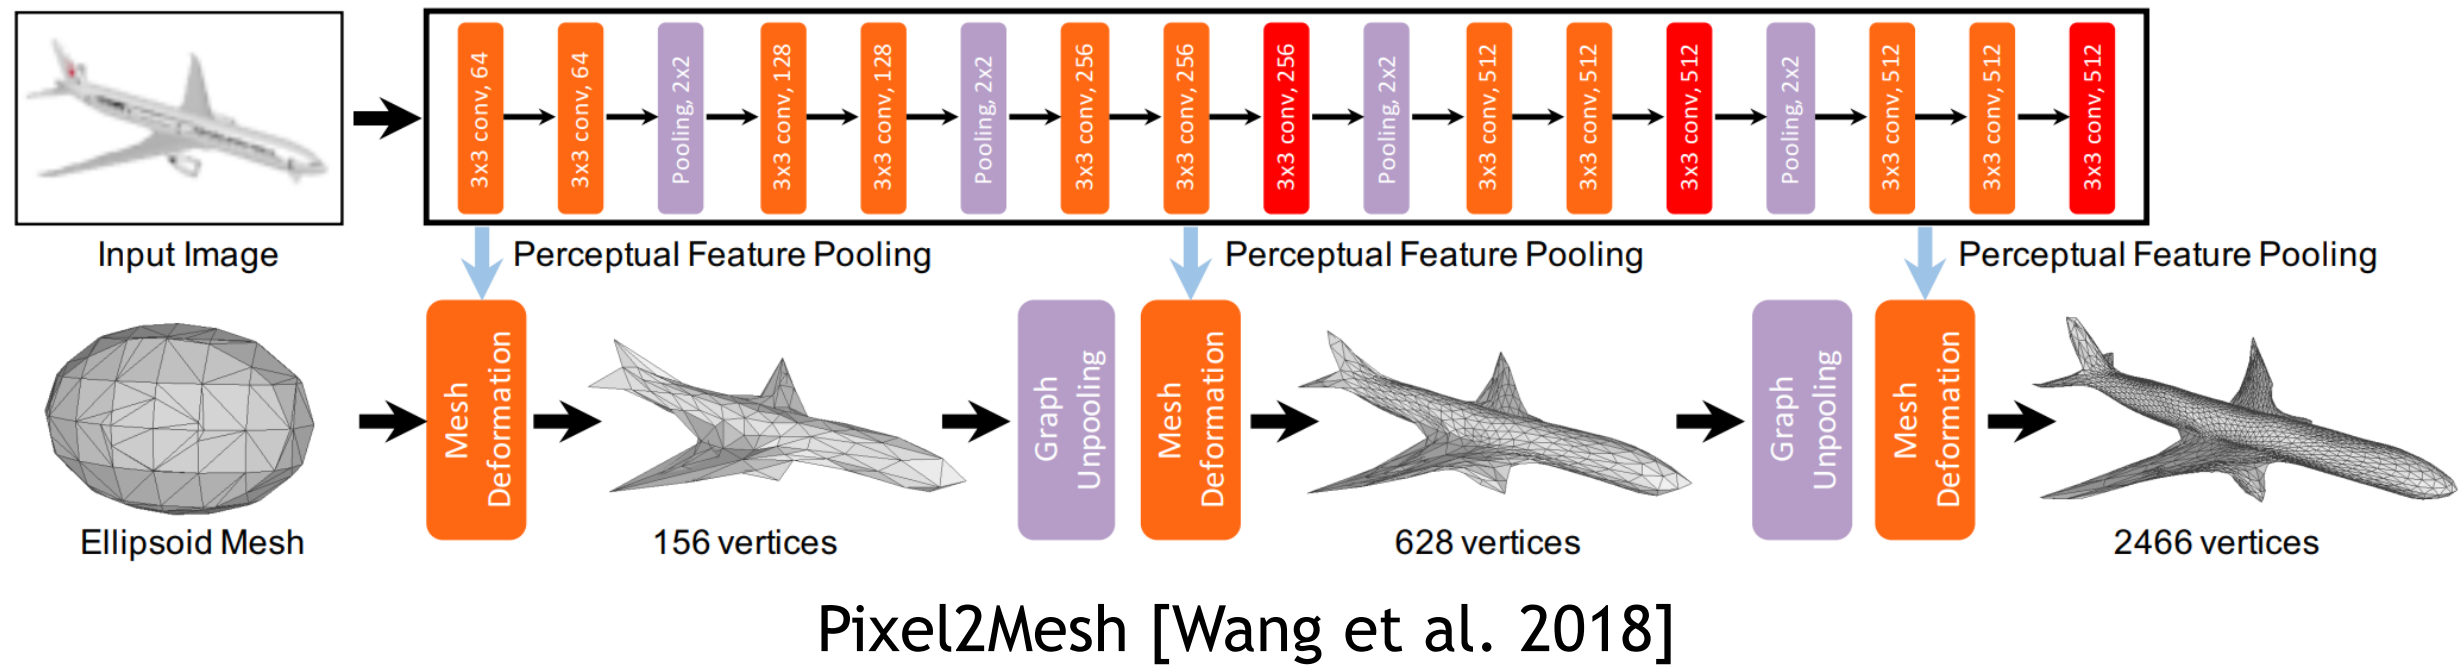 3x3 conv, 64
3x3 conv, 64
Pooling, 2x2
3x3 conv, 128
3x3 conv, 128
Pooling, 2x2
3x3 conv, 256
3x3 conv, 256
3x3 conv, 256
Pooling, 2x2
3x3 conv, 512
3x3 conv, 512
3x3 conv, 512
Pooling, 2x2
3x3 conv, 512
3x3 conv, 512
3x3 conv, 512
Input Image
Perceptual Feature Pooling
Perceptual Feature Pooling
Perceptual Feature Pooling
Mesh
Deformation
Graph
Unpooling
Mesh
Deformation
Graph
Unpooling
Mesh
Deformation
Ellipsoid Mesh
156 vertices
628 vertices
2466 vertices
Pixel2Mesh [Wang et al. 2018]